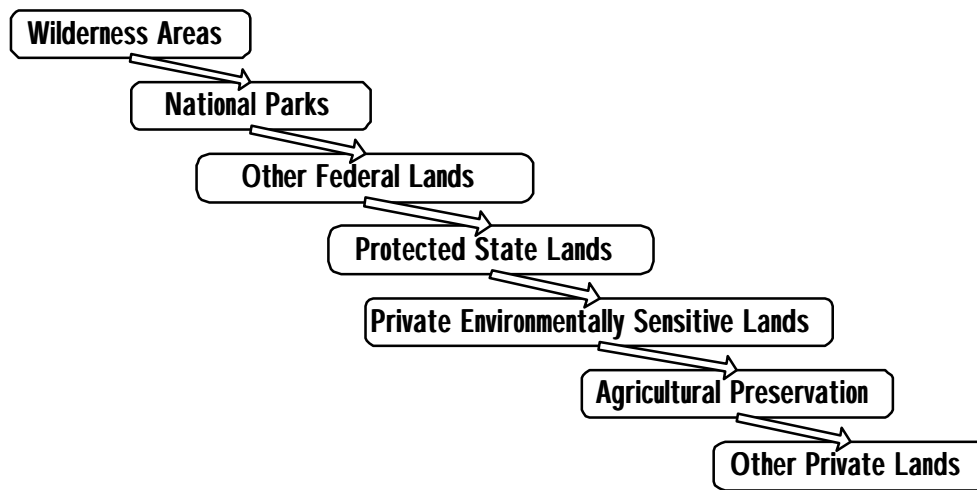 Wilderness Areas
National Parks
Other Federal Lands
Protected State Lands
Private Environmentally Sensitive Lands
Agricultural Preservation
Other Private Lands